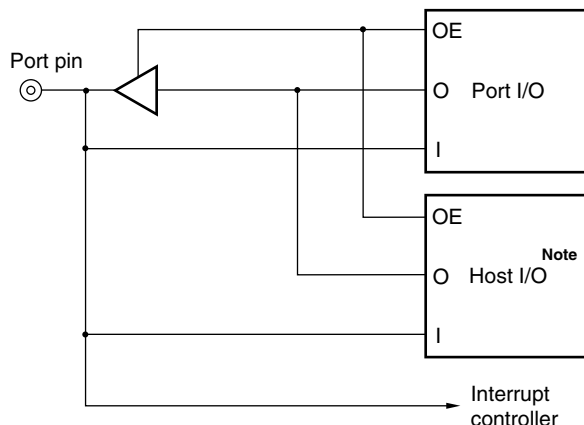 Port pin
OE
O Port I/O
I
OE
O Host I/O Note
I
Interrupt
controller